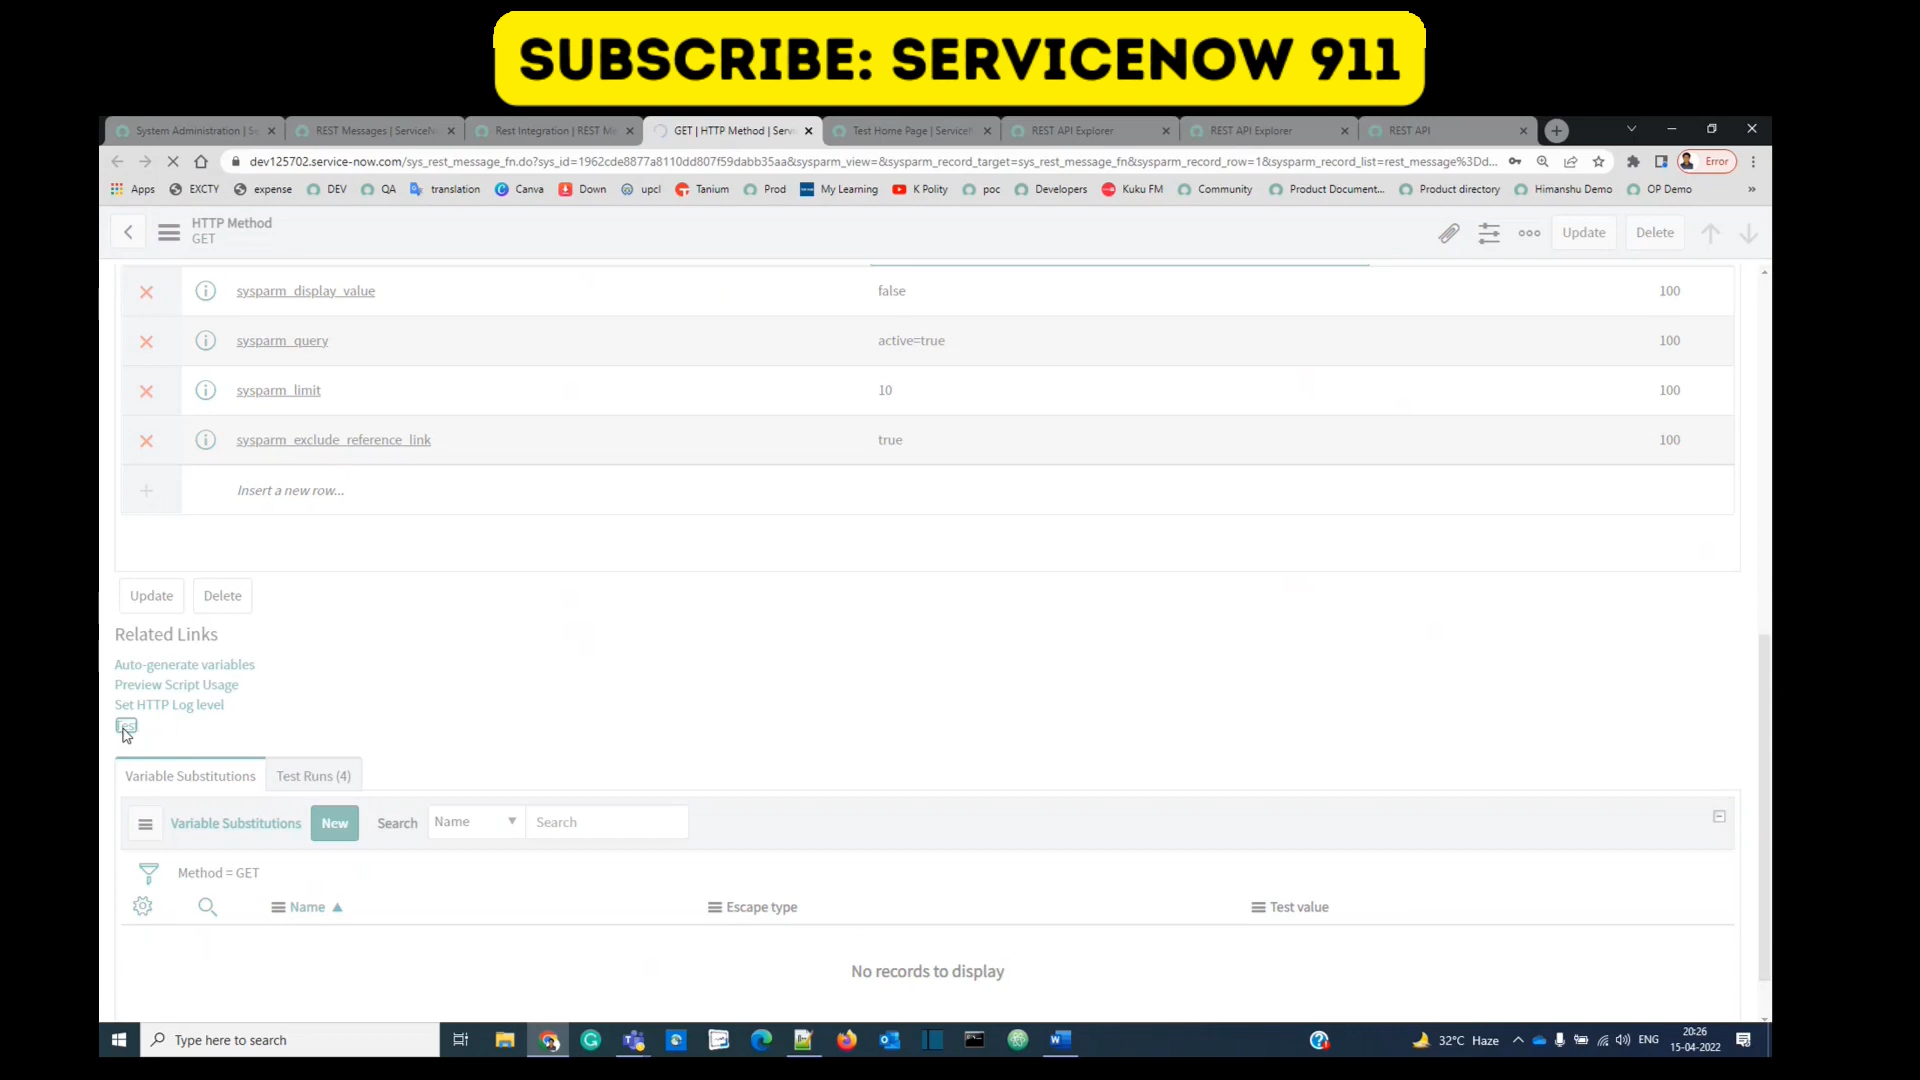 SUBSCRIBE: SERVICENOW 911
System Administration | S
REST Messages | ServiceN
Rest Integration | REST M
GET | HTTP Method | Serv
Test Home Page | Service
REST API Explorer
REST API Explorer
REST API
dev125702.service-now.com/sys_rest_message_fn.do?sys_id=1962cde8877a8110dd807f59dabb35aa&sysparm_view=&sysparm_record_target=sys_rest_message_fn&sysparm_record_row=1&sysparm_record_list=rest_message%3Dd...
Error
Apps EXCTY expense DEV QA translation Canva Down upcl Tanium Prod My Learning K Polity poc Developers Kuku FM Community Product Document... Product directory Himanshu Demo OP Demo »
HTTP Method
GET
Update Delete
sysparm_display_value false 100
sysparm_query active=true 100
sysparm_limit 10 100
sysparm_exclude_reference_link true 100
Insert a new row...
Update Delete
Related Links
Auto-generate variables
Preview Script Usage
Set HTTP Log level
Variable Substitutions Test Runs (4)
Variable Substitutions New Search Name Search
Method = GET
Name Escape type Test value
No records to display
Type here to search
32°C Haze ENG
20:26
15-04-2022